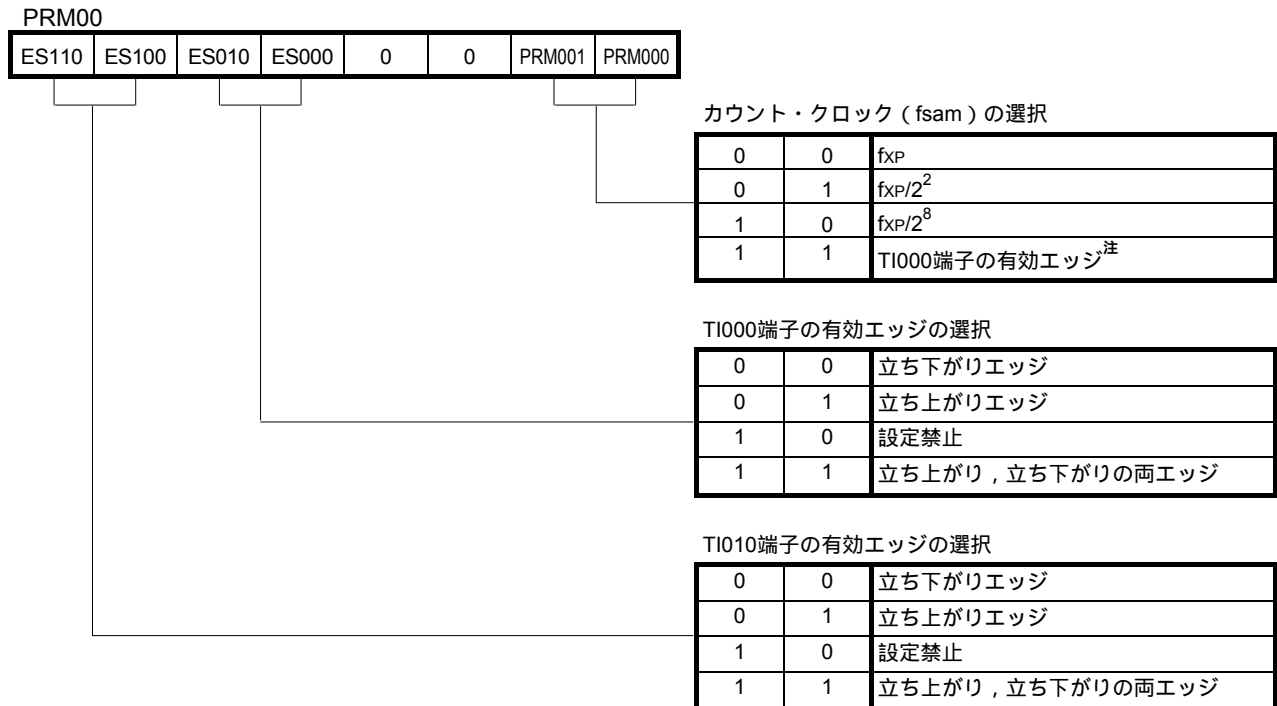 PRM00
ES110 ES100 ES010 ES000 0 0 PRM001 PRM000
カウント・クロック（fsam）の選択
0 0 fXP
0 1 fXP/2²
1 0 fXP/2⁸
1 1 TI000端子の有効エッジ注
TI000端子の有効エッジの選択
0 0 立ち下がりエッジ
0 1 立ち上がりエッジ
1 0 設定禁止
1 1 立ち上がり，立ち下がりの両エッジ
TI010端子の有効エッジの選択
0 0 立ち下がりエッジ
0 1 立ち上がりエッジ
1 0 設定禁止
1 1 立ち上がり，立ち下がりの両エッジ